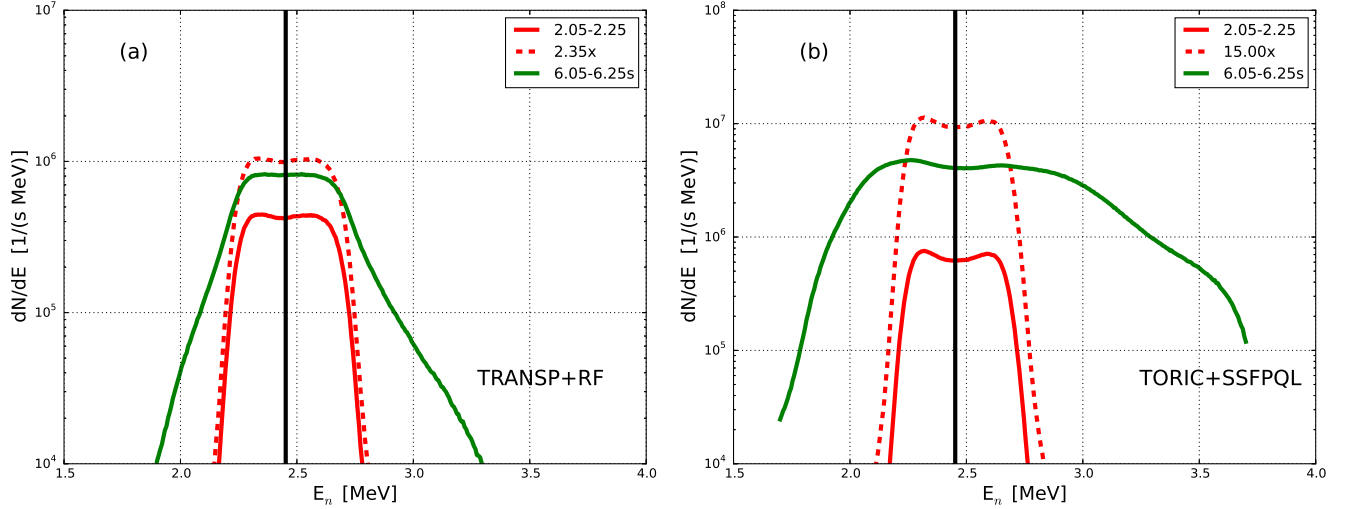 (a)
2.05-2.25
2.35x
6.05-6.25s
TRANSP+RF
dN/dE [1/(s MeV)]
10^7
10^6
10^5
10^4
1.5 2.0 2.5 3.0 3.5 4.0
E_n [MeV]
(b)
2.05-2.25
15.00x
6.05-6.25s
TORIC+SSFPQL
dN/dE [1/(s MeV)]
10^8
10^7
10^6
10^5
10^4
1.5 2.0 2.5 3.0 3.5 4.0
E_n [MeV]